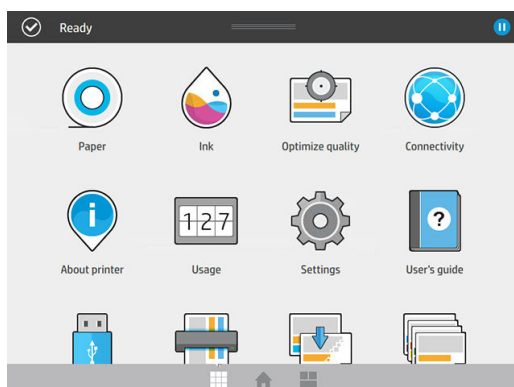 Ready
Paper
Ink
Optimize quality
Connectivity
About printer
127
Usage
Settings
?
User's guide